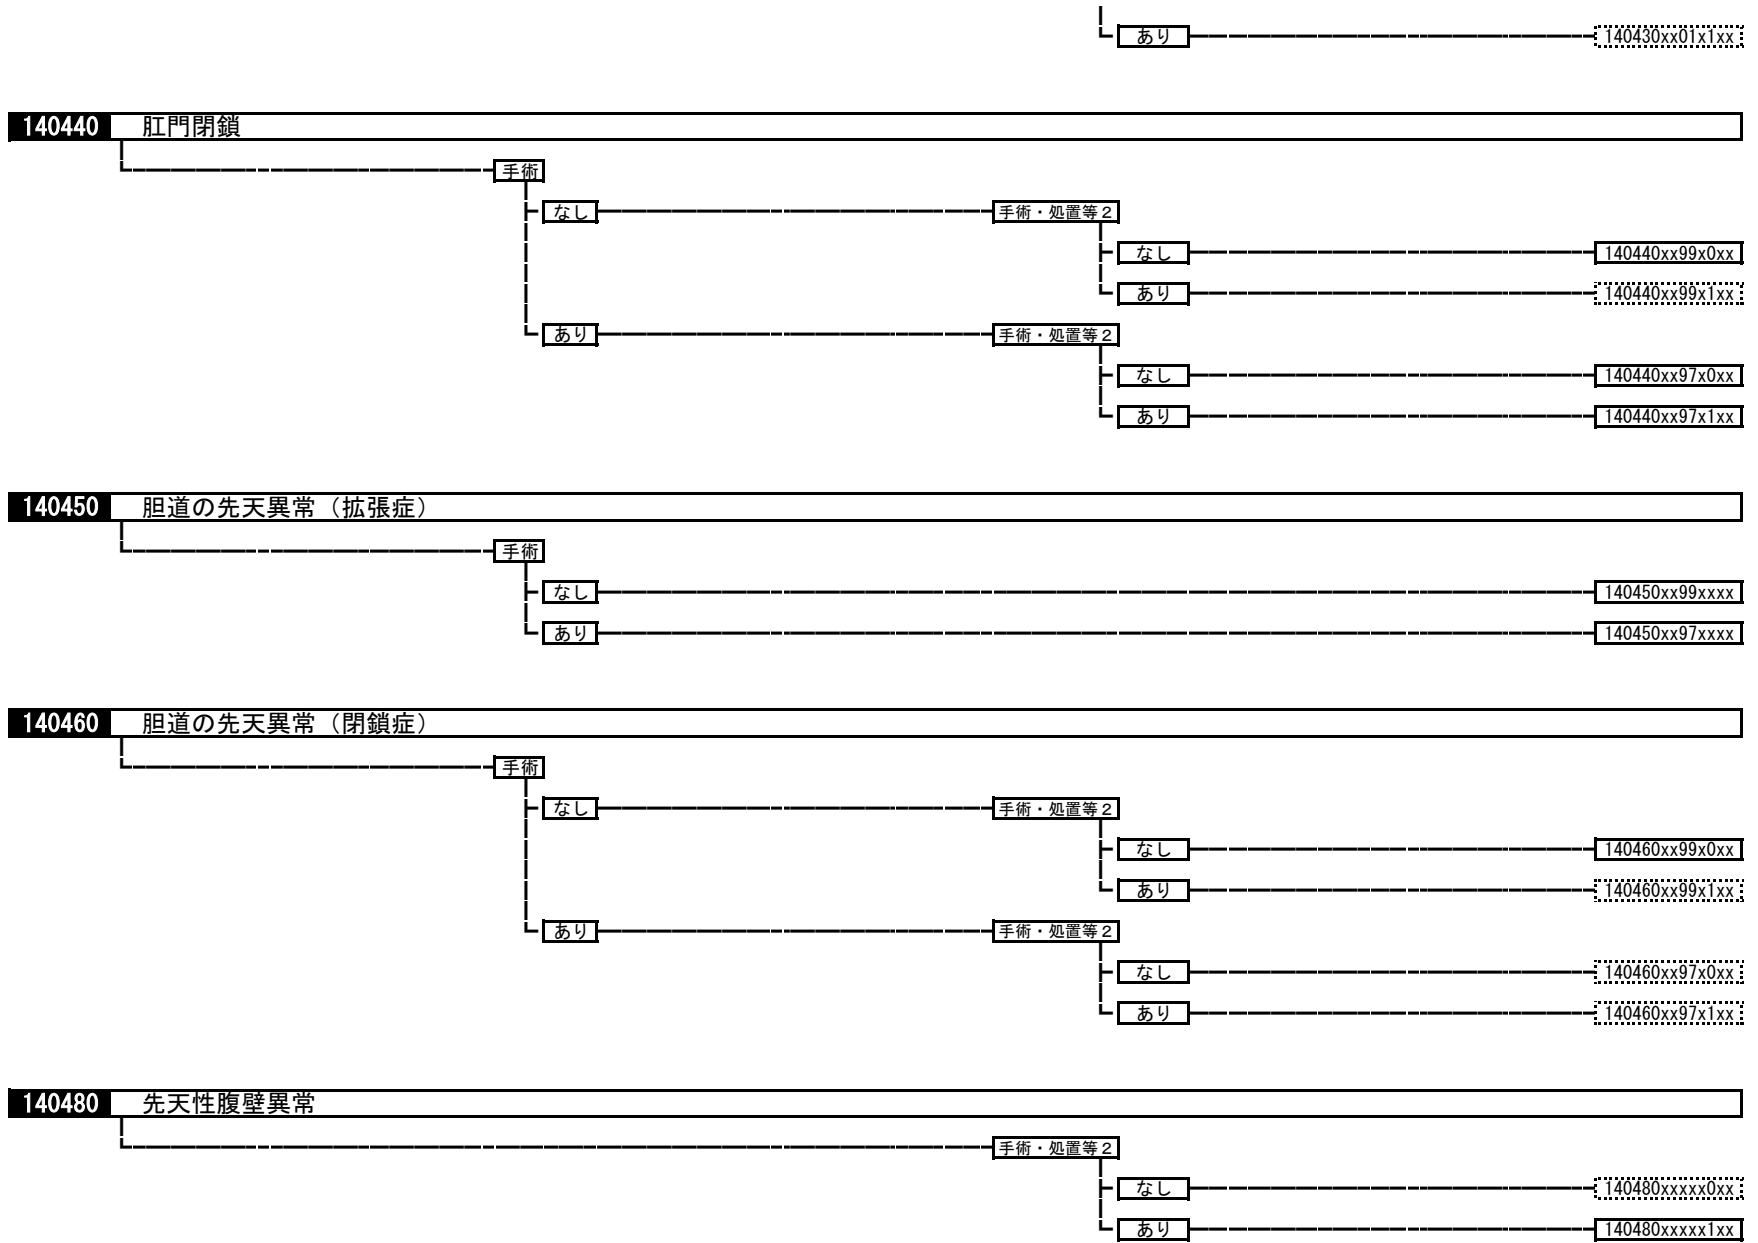 あり 140430xx01x1xx
140440 肛門閉鎖
手術
なし 手術・処置等２
なし 140440xx99x0xx
あり 140440xx99x1xx
あり 手術・処置等２
なし 140440xx97x0xx
あり 140440xx97x1xx
140450 胆道の先天異常（拡張症）
手術
なし 140450xx99xxxx
あり 140450xx97xxxx
140460 胆道の先天異常（閉鎖症）
手術
なし 手術・処置等２
なし 140460xx99x0xx
あり 140460xx99x1xx
あり 手術・処置等２
なし 140460xx97x0xx
あり 140460xx97x1xx
140480 先天性腹壁異常
手術・処置等２
なし 140480xxxxx0xx
あり 140480xxxxx1xx